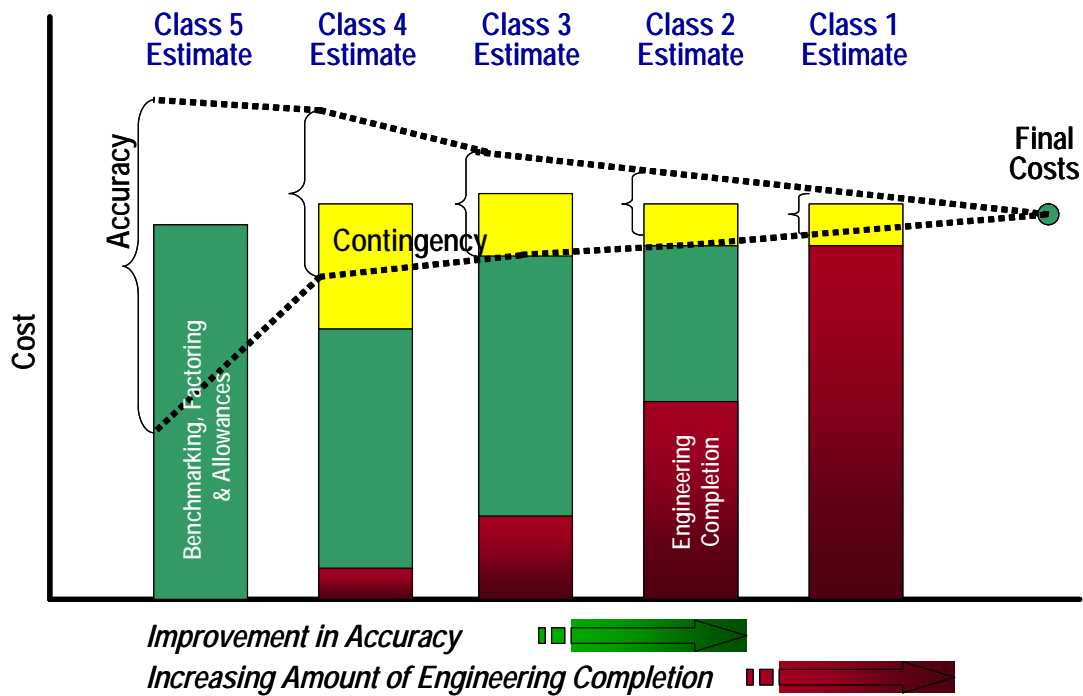 Class 5
Estimate
Class 4
Estimate
Class 3
Estimate
Class 2
Estimate
Class 1
Estimate
Final
Costs
Accuracy
Contingency
Cost
Benchmarking, Factoring
& Allowances
Engineering
Completion
Improvement in Accuracy
Increasing Amount of Engineering Completion